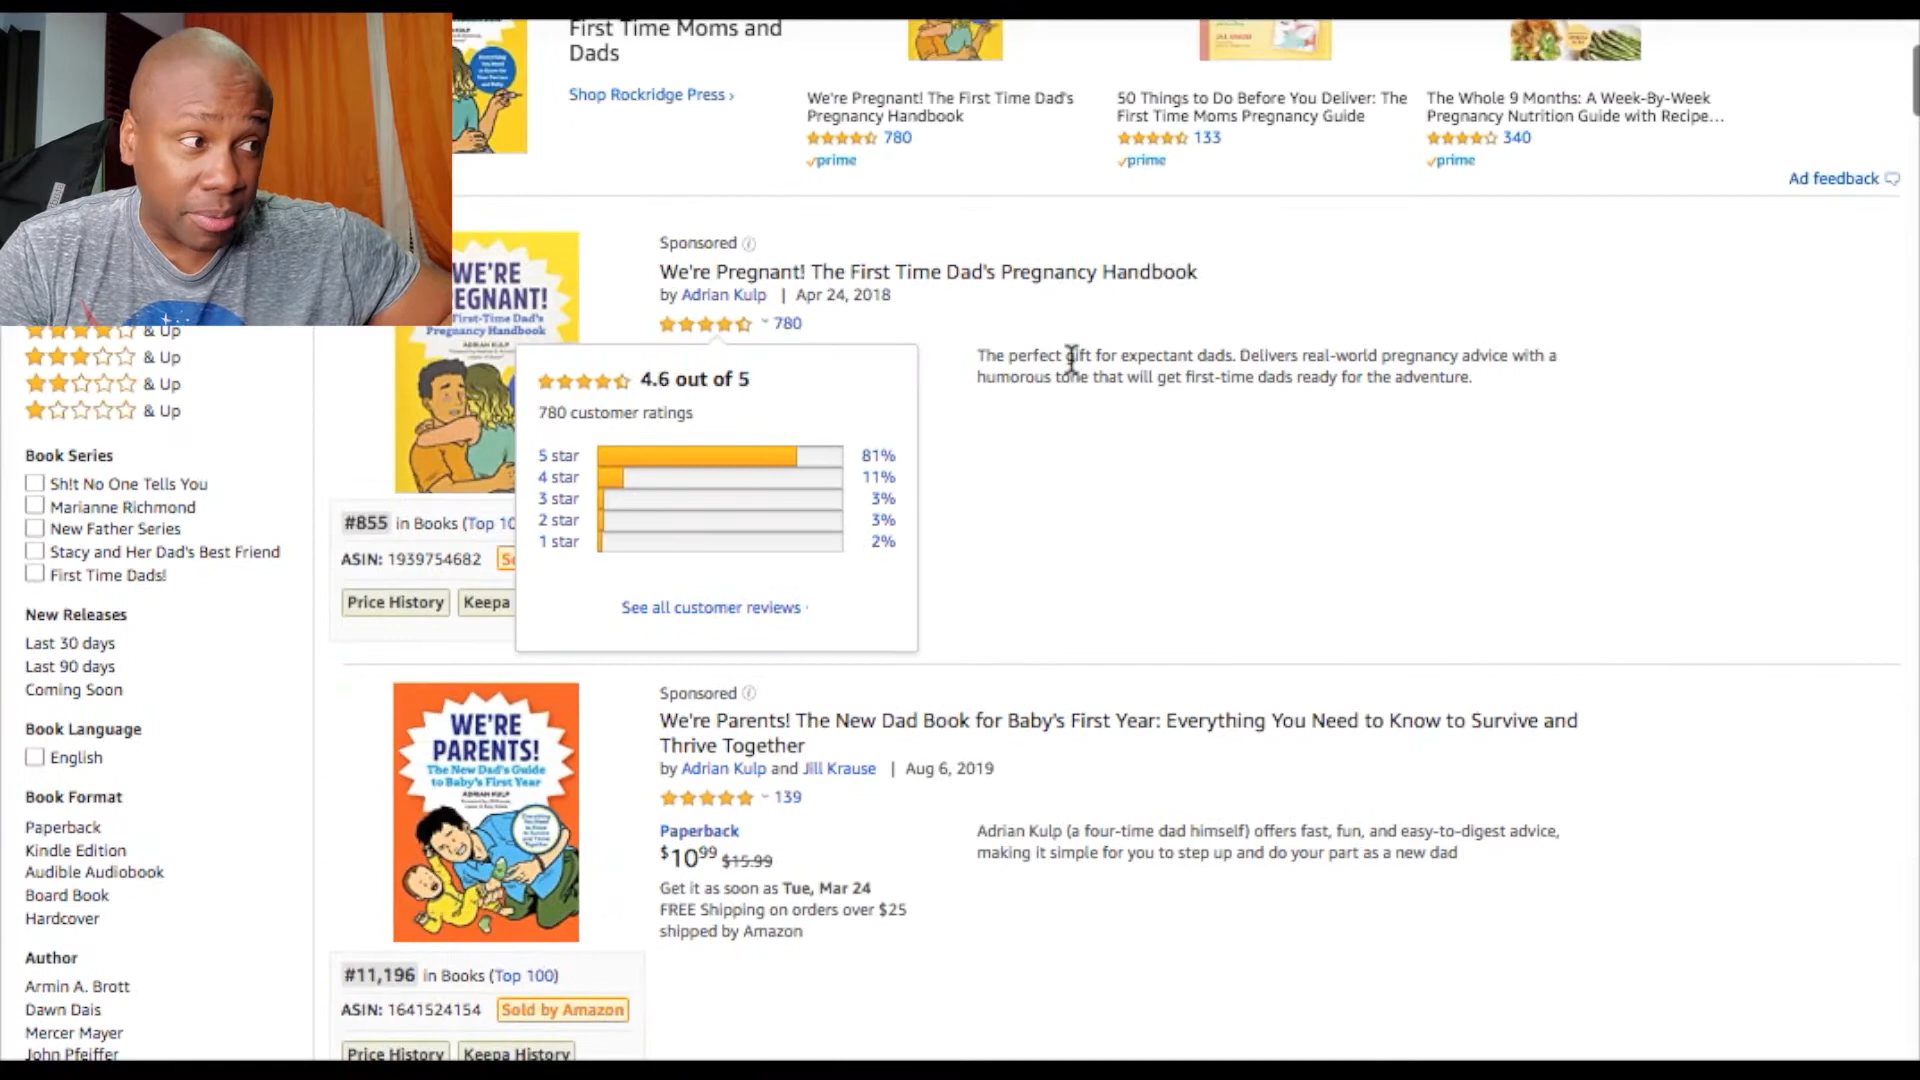 First Time Moms and
Dads
Shop Rockridge Press ›
We're Pregnant! The First Time Dad's
Pregnancy Handbook
780
prime
50 Things to Do Before You Deliver: The
First Time Moms Pregnancy Guide
133
prime
The Whole 9 Months: A Week-By-Week
Pregnancy Nutrition Guide with Recipe...
340
prime
Ad feedback
WE'RE
EGNANT!
First-Time Dad's
Pregnancy Handbook
ADRIAN KULP
Sponsored
We're Pregnant! The First Time Dad's Pregnancy Handbook
by Adrian Kulp | Apr 24, 2018
780
The perfect gift for expectant dads. Delivers real-world pregnancy advice with a
humorous tone that will get first-time dads ready for the adventure.
4.6 out of 5
780 customer ratings
5 star 81%
4 star 11%
3 star 3%
2 star 3%
1 star 2%
See all customer reviews ›
#855 in Books (Top 10
ASIN: 1939754682 So
Price History Keepa
& Up
& Up
& Up
& Up
Book Series
Sh!t No One Tells You
Marianne Richmond
New Father Series
Stacy and Her Dad's Best Friend
First Time Dads!
New Releases
Last 30 days
Last 90 days
Coming Soon
Book Language
English
Book Format
Paperback
Kindle Edition
Audible Audiobook
Board Book
Hardcover
Author
Armin A. Brott
Dawn Dais
Mercer Mayer
John Pfeiffer
WE'RE
PARENTS!
The New Dad's Guide
to Baby's First Year
ADRIAN KULP
Sponsored
We're Parents! The New Dad Book for Baby's First Year: Everything You Need to Know to Survive and
Thrive Together
by Adrian Kulp and Jill Krause | Aug 6, 2019
139
Paperback
$10.99 $15.99
Get it as soon as Tue, Mar 24
FREE Shipping on orders over $25
shipped by Amazon
Adrian Kulp (a four-time dad himself) offers fast, fun, and easy-to-digest advice,
making it simple for you to step up and do your part as a new dad
#11,196 in Books (Top 100)
ASIN: 1641524154 Sold by Amazon
Price History Keepa History